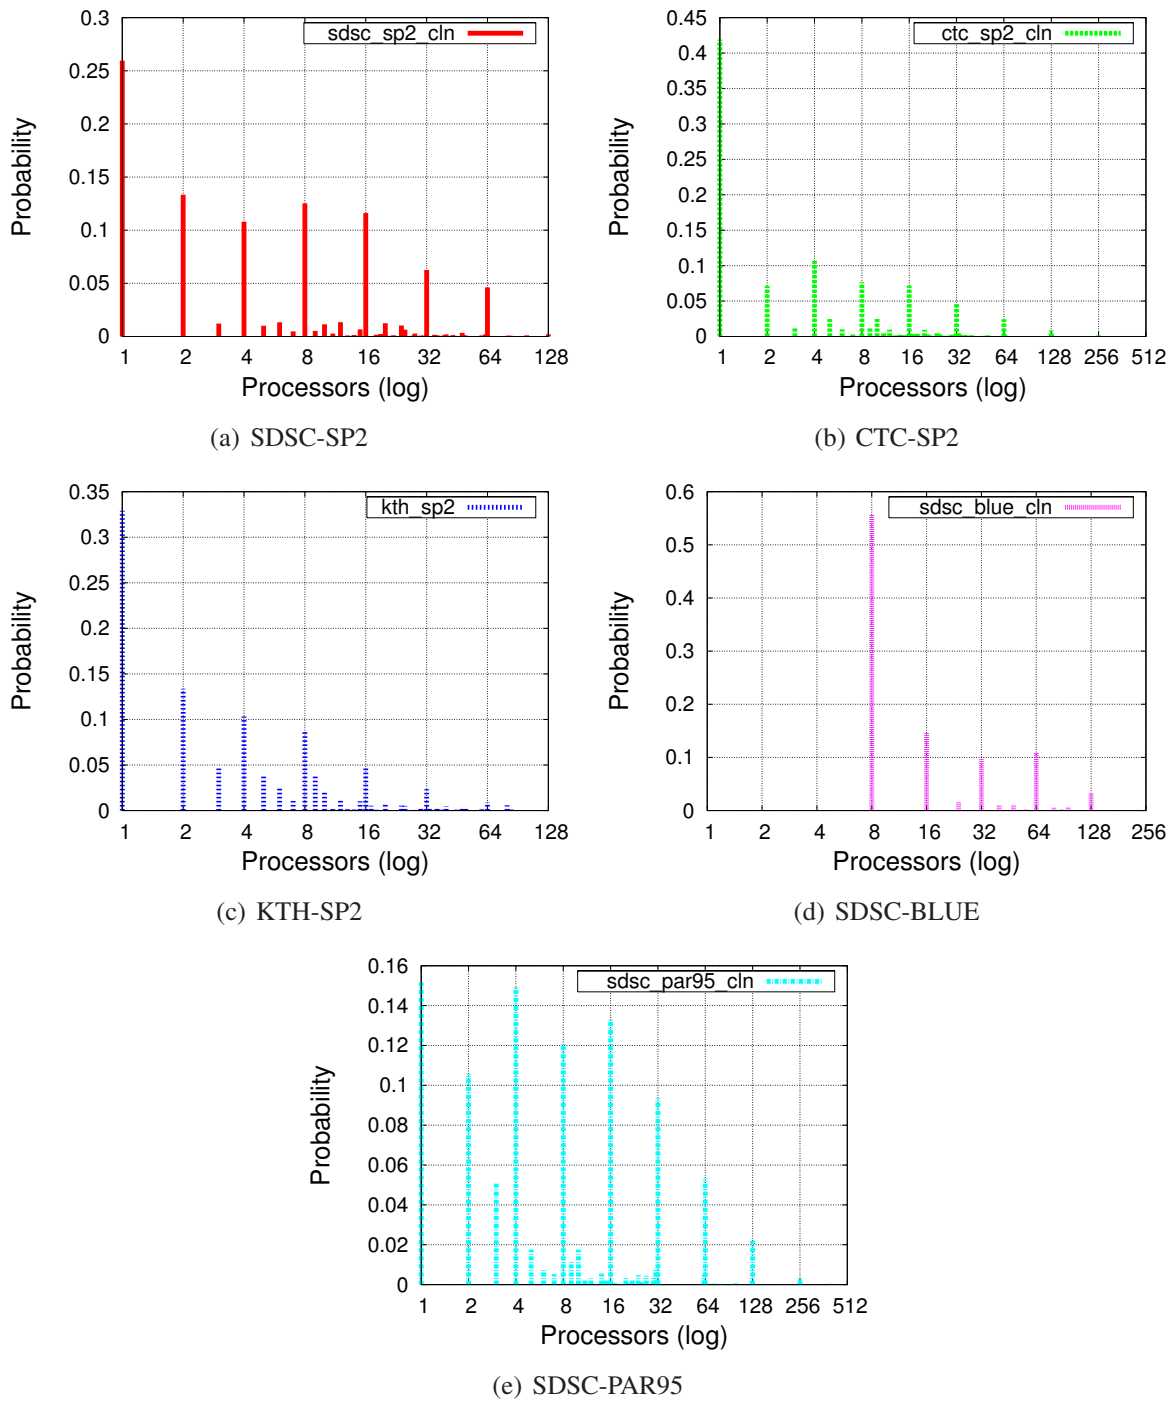 0.3
0.25
0.2
0.15
0.1
0.05
0
Probability
sdsc_sp2_cln
1 2 4 8 16 32 64 128
Processors (log)
(a) SDSC-SP2
0.45
0.4
0.35
0.3
0.25
0.2
0.15
0.1
0.05
0
Probability
ctc_sp2_cln
1 2 4 8 16 32 64 128 256 512
Processors (log)
(b) CTC-SP2
0.35
0.3
0.25
0.2
0.15
0.1
0.05
0
Probability
kth_sp2
1 2 4 8 16 32 64 128
Processors (log)
(c) KTH-SP2
0.6
0.5
0.4
0.3
0.2
0.1
0
Probability
sdsc_blue_cln
1 2 4 8 16 32 64 128 256
Processors (log)
(d) SDSC-BLUE
0.16
0.14
0.12
0.1
0.08
0.06
0.04
0.02
0
Probability
sdsc_par95_cln
1 2 4 8 16 32 64 128 256 512
Processors (log)
(e) SDSC-PAR95